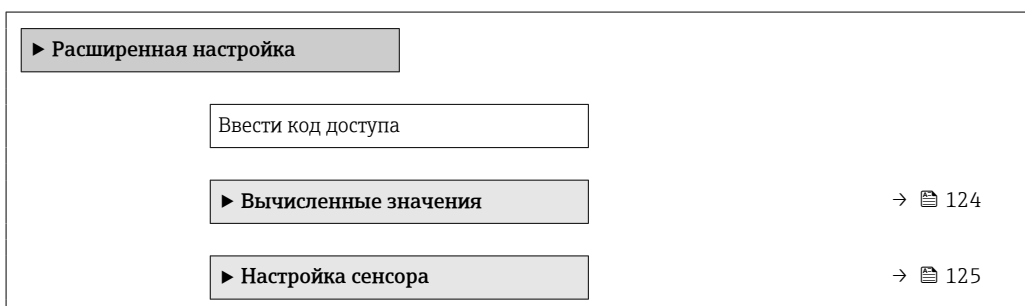 ▶ Расширенная настройка
Ввести код доступа
▶ Вычисленные значения → 124
▶ Настройка сенсора → 125